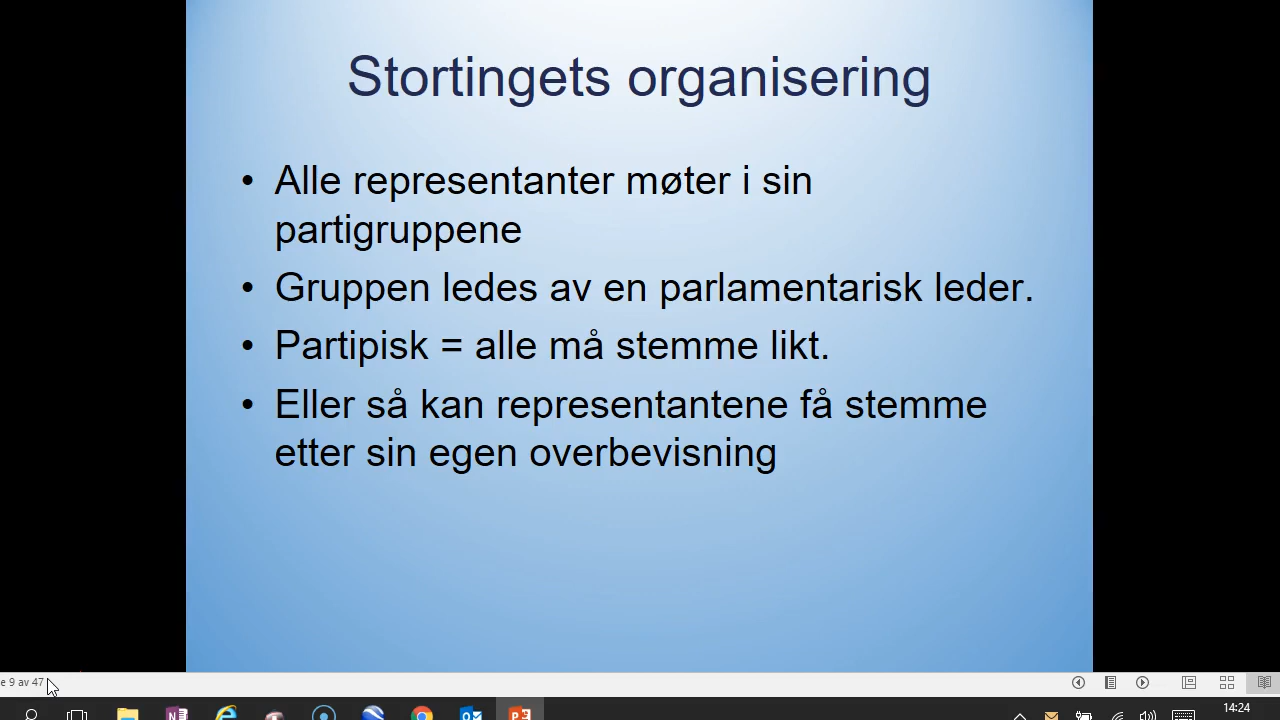 Stortingets organisering
• Alle representanter møter i sin
partigruppene
• Gruppen ledes av en parlamentarisk leder.
• Partipisk = alle må stemme likt.
• Eller så kan representantene få stemme
etter sin egen overbevisning
e 9 av 47
14:24